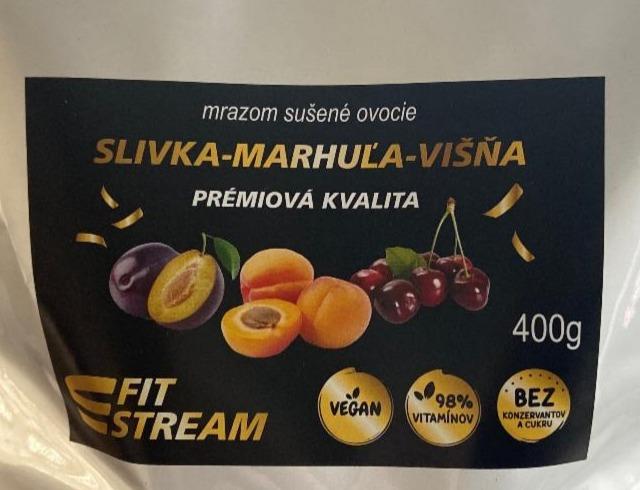 mrazom sušené ovocie
SLIVKA-MARHUĽA-VIŠŇA
PRÉMIOVÁ KVALITA
400g
FIT
STREAM
VEGAN
98%
VITAMÍNOV
BEZ
KONZERVANTOV
A CUKRU